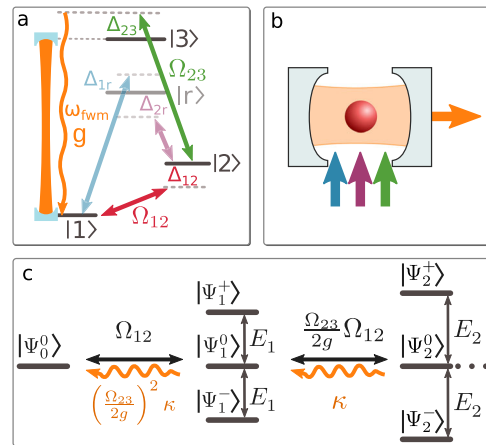 a
Δ₂₃
|3⟩
Ω₂₃
Δ₁ᵣ
|r⟩
ω_fwm
g
Δ₂ᵣ
|2⟩
Δ₁₂
|1⟩
Ω₁₂
b
c
|Ψ₀⁰⟩
Ω₁₂
(Ω₂₃/2g)² κ
|Ψ₁⁺⟩
E₁
|Ψ₁⁰⟩
E₁
|Ψ₁⁻⟩
Ω₂₃/2g Ω₁₂
κ
|Ψ₂⁺⟩
E₂
|Ψ₂⁰⟩
E₂
|Ψ₂⁻⟩